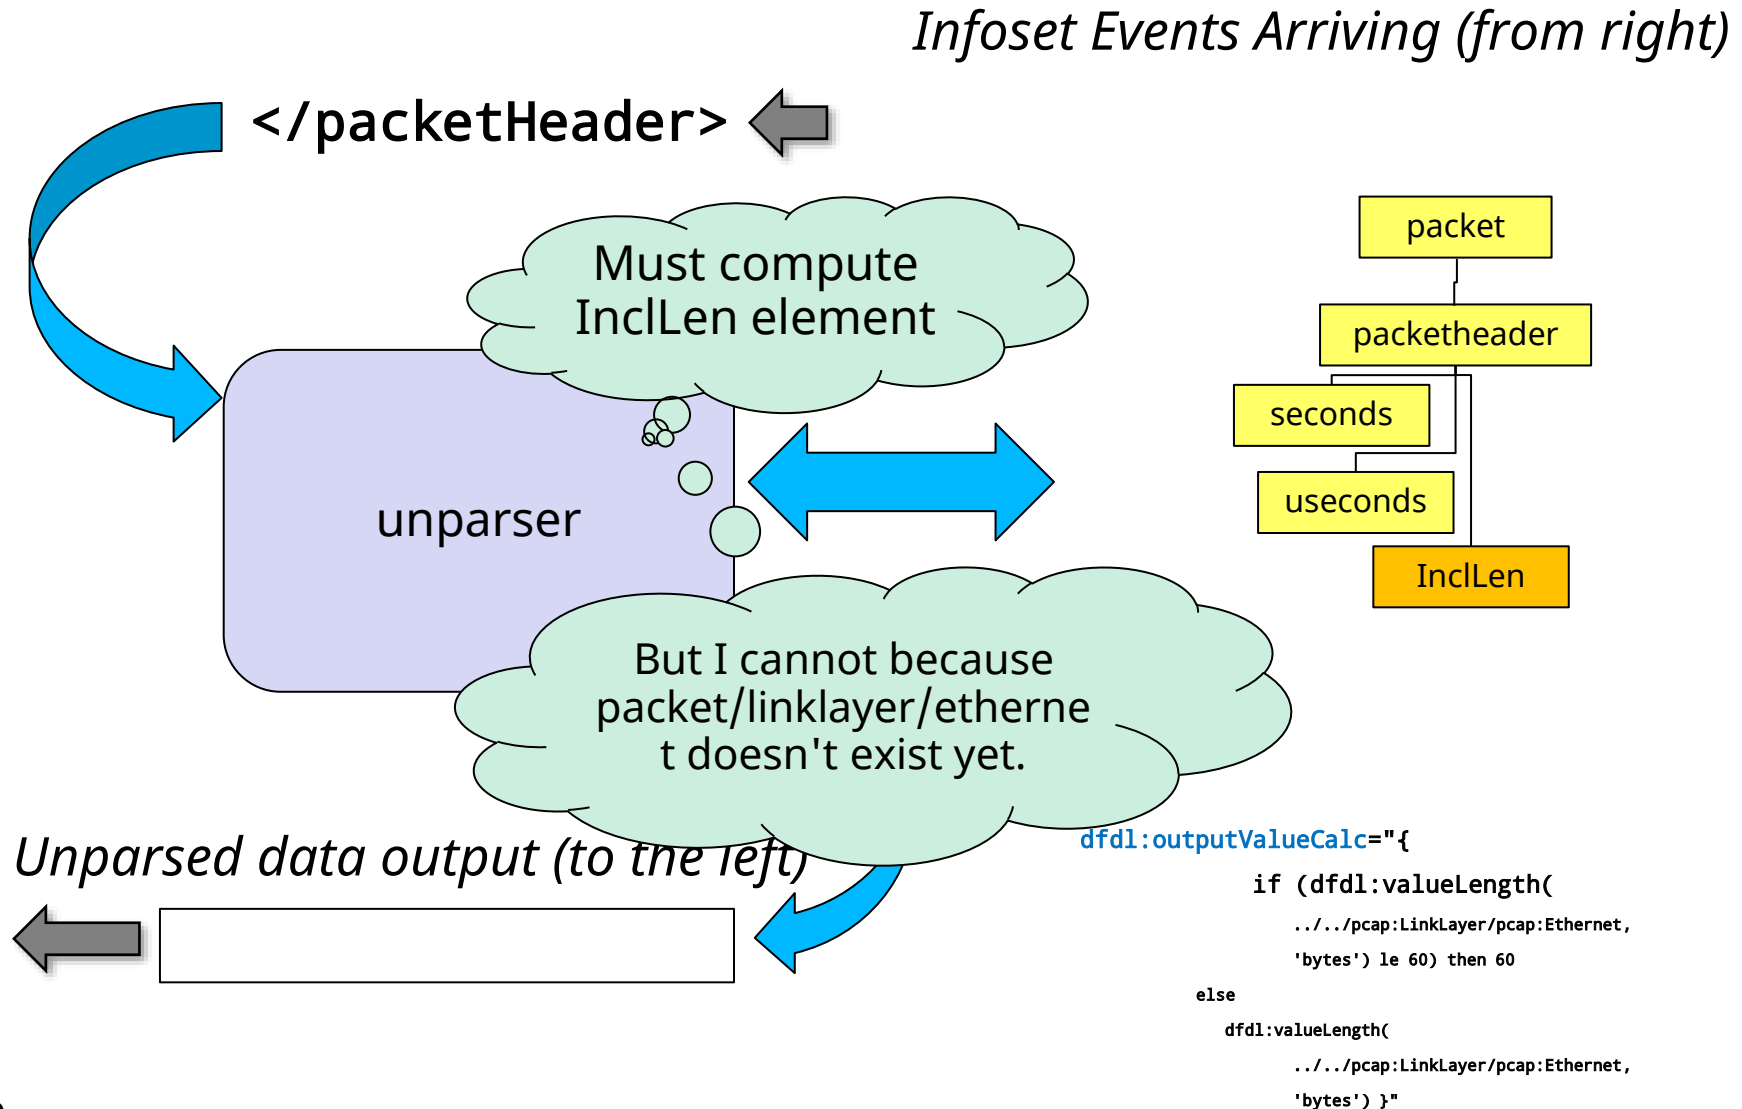 Infoset Events Arriving (from right)
</packetHeader>
Must compute
InclLen element
packet
packetheader
seconds
useconds
InclLen
unparser
But I cannot because
packet/linklayer/etherne
t doesn't exist yet.
Unparsed data output (to the left)
dfdl:outputValueCalc="{
if (dfdl:valueLength(
../../pcap:LinkLayer/pcap:Ethernet,
'bytes') le 60) then 60
else
dfdl:valueLength(
../../pcap:LinkLayer/pcap:Ethernet,
'bytes') }"